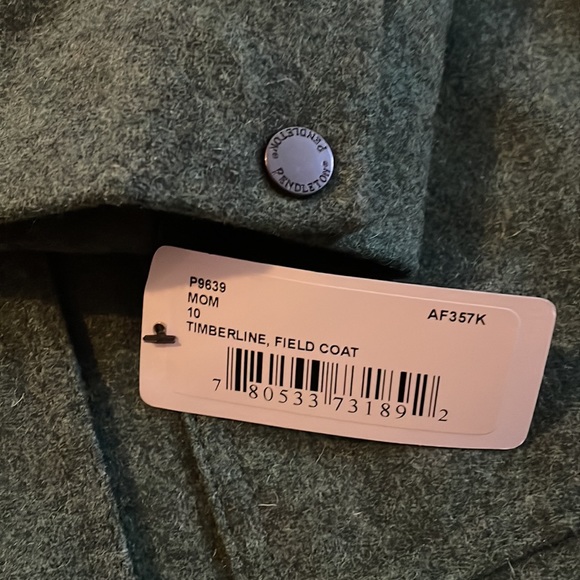 PENDLETON® PENDLETON®
P9639
MOM
10
AF357K
TIMBERLINE, FIELD COAT
7 80533 73189 2